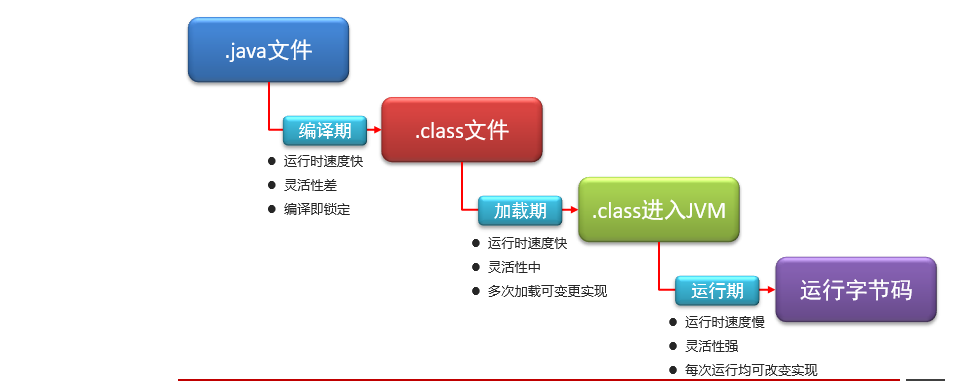 .java文件
编译期
.class文件
● 运行时速度快
● 灵活性差
● 编译即锁定
加载期
.class进入JVM
● 运行时速度快
● 灵活性中
● 多次加载可变更实现
运行期
运行字节码
● 运行时速度慢
● 灵活性强
● 每次运行均可改变实现